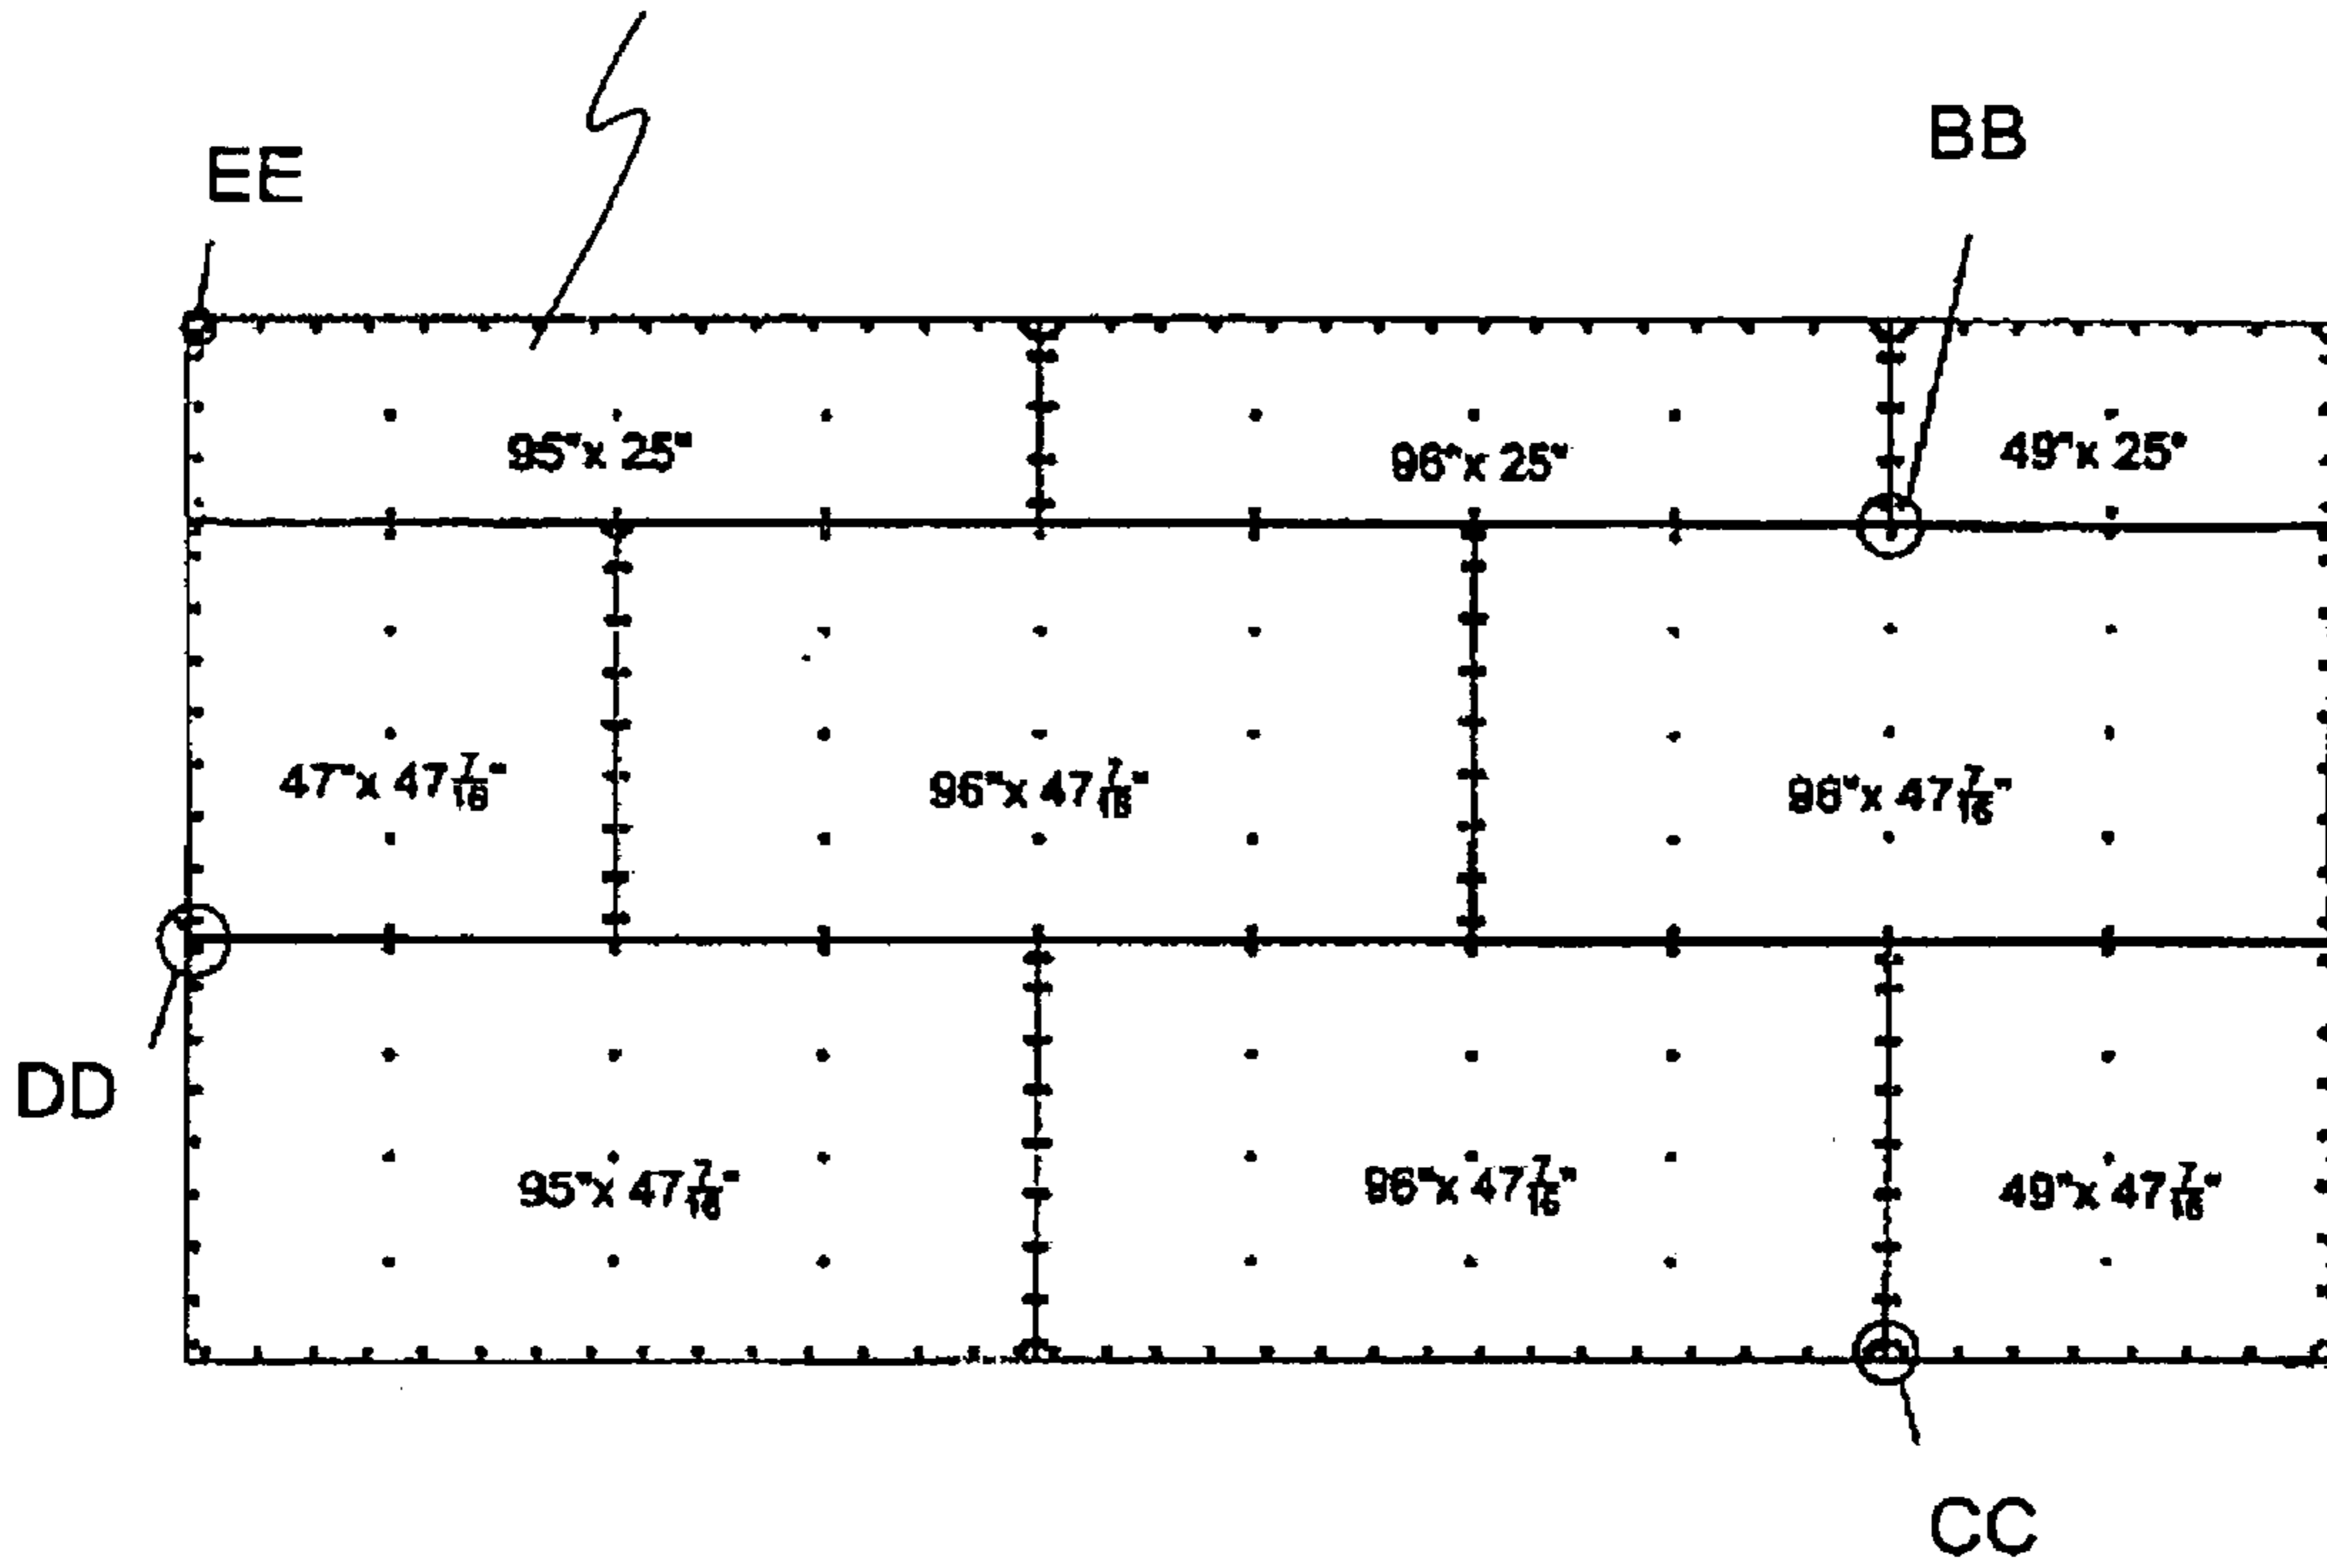 EE
BB
95"x 25"
96"x 25"
49"x 25"
47"x 47 7/16"
96"x 47 7/16"
96"x 47 7/16"
DD
95"x 47 7/16"
96"x 47 7/16"
49"x 47 7/16"
CC